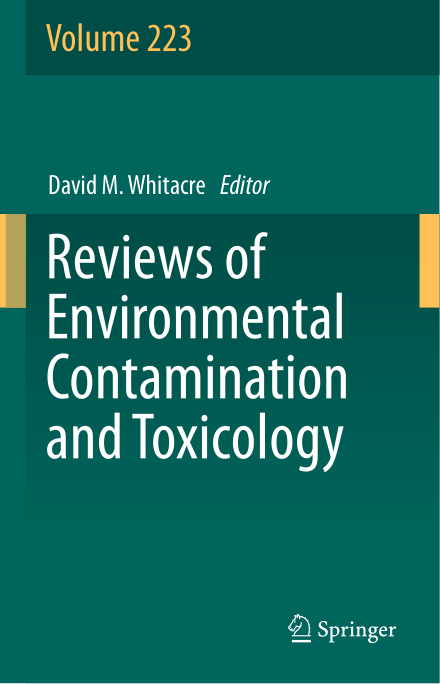 Volume 223
David M. Whitacre Editor
Reviews of
Environmental
Contamination
and Toxicology
Springer